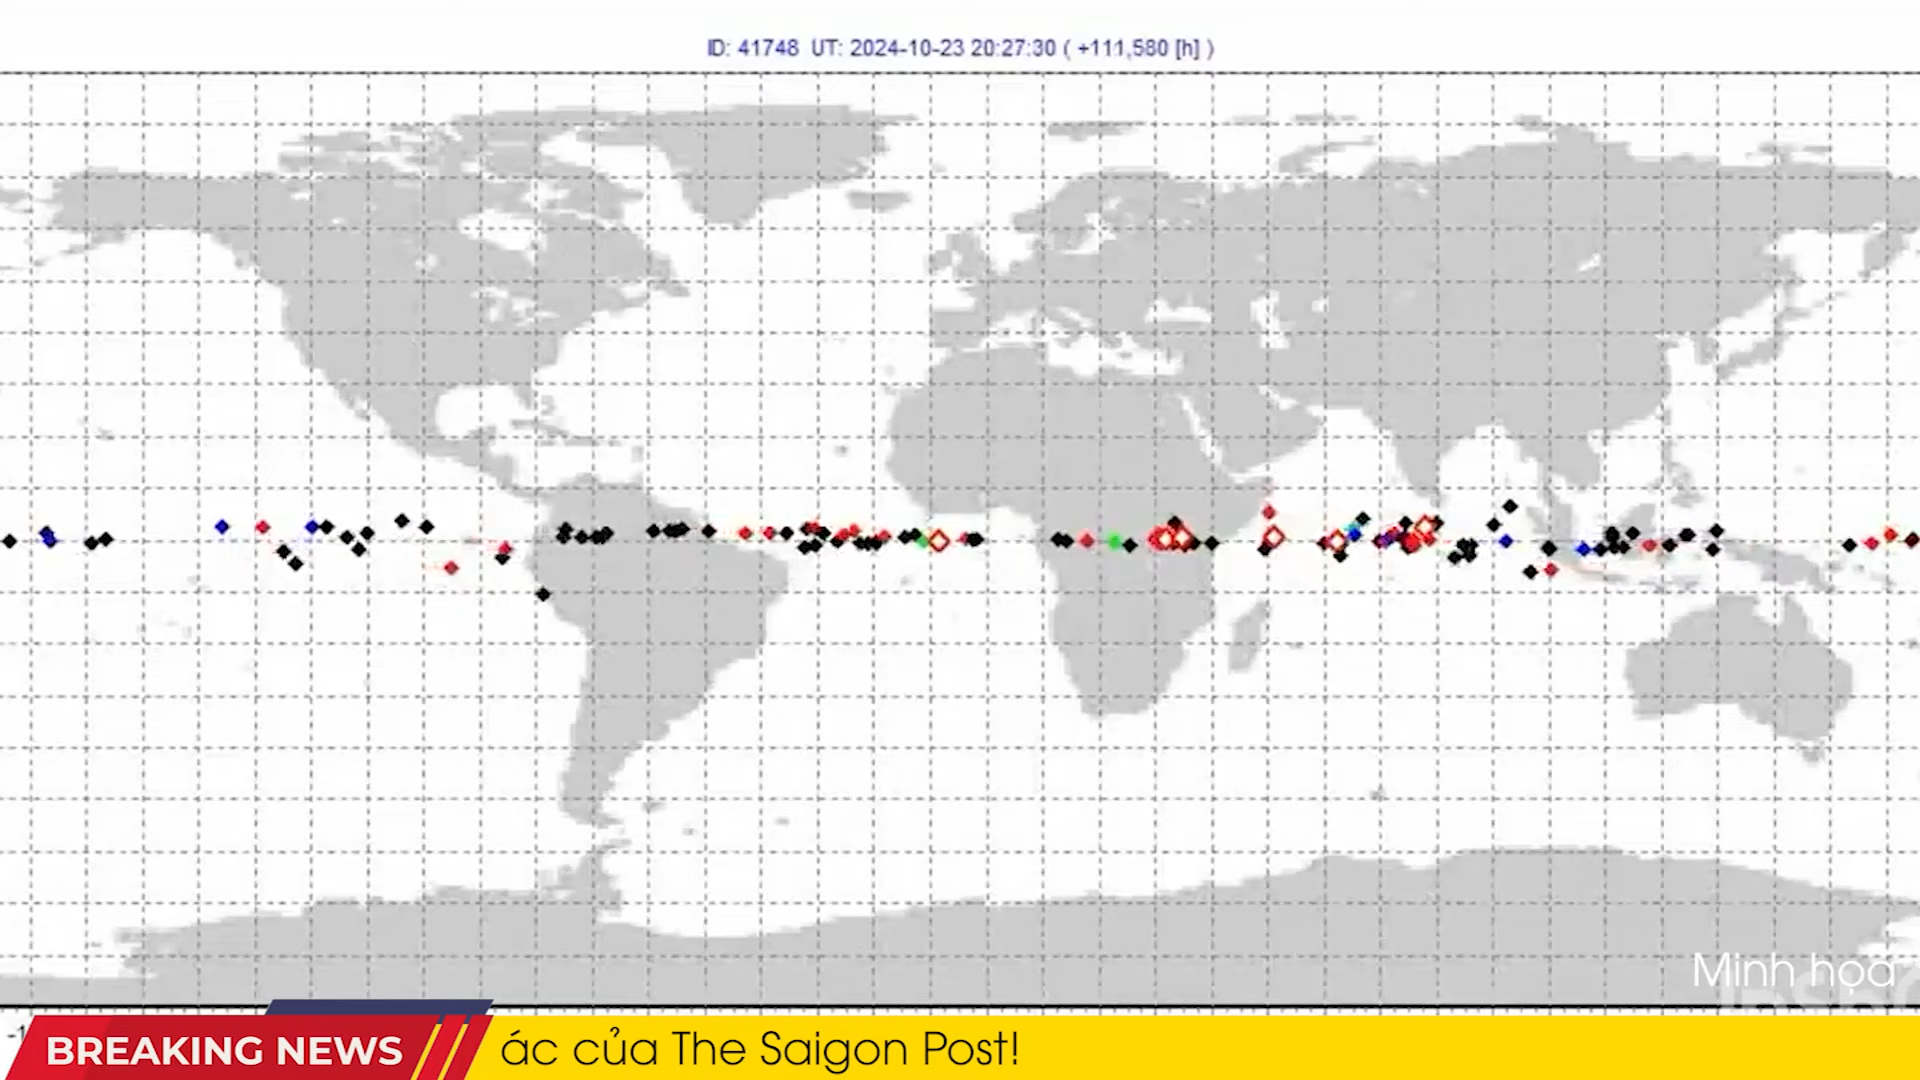 ID: 41748 UT: 2024-10-23 20:27:30 ( +111,580 [h] )
Minh họa
BREAKING NEWS
ác của The Saigon Post!